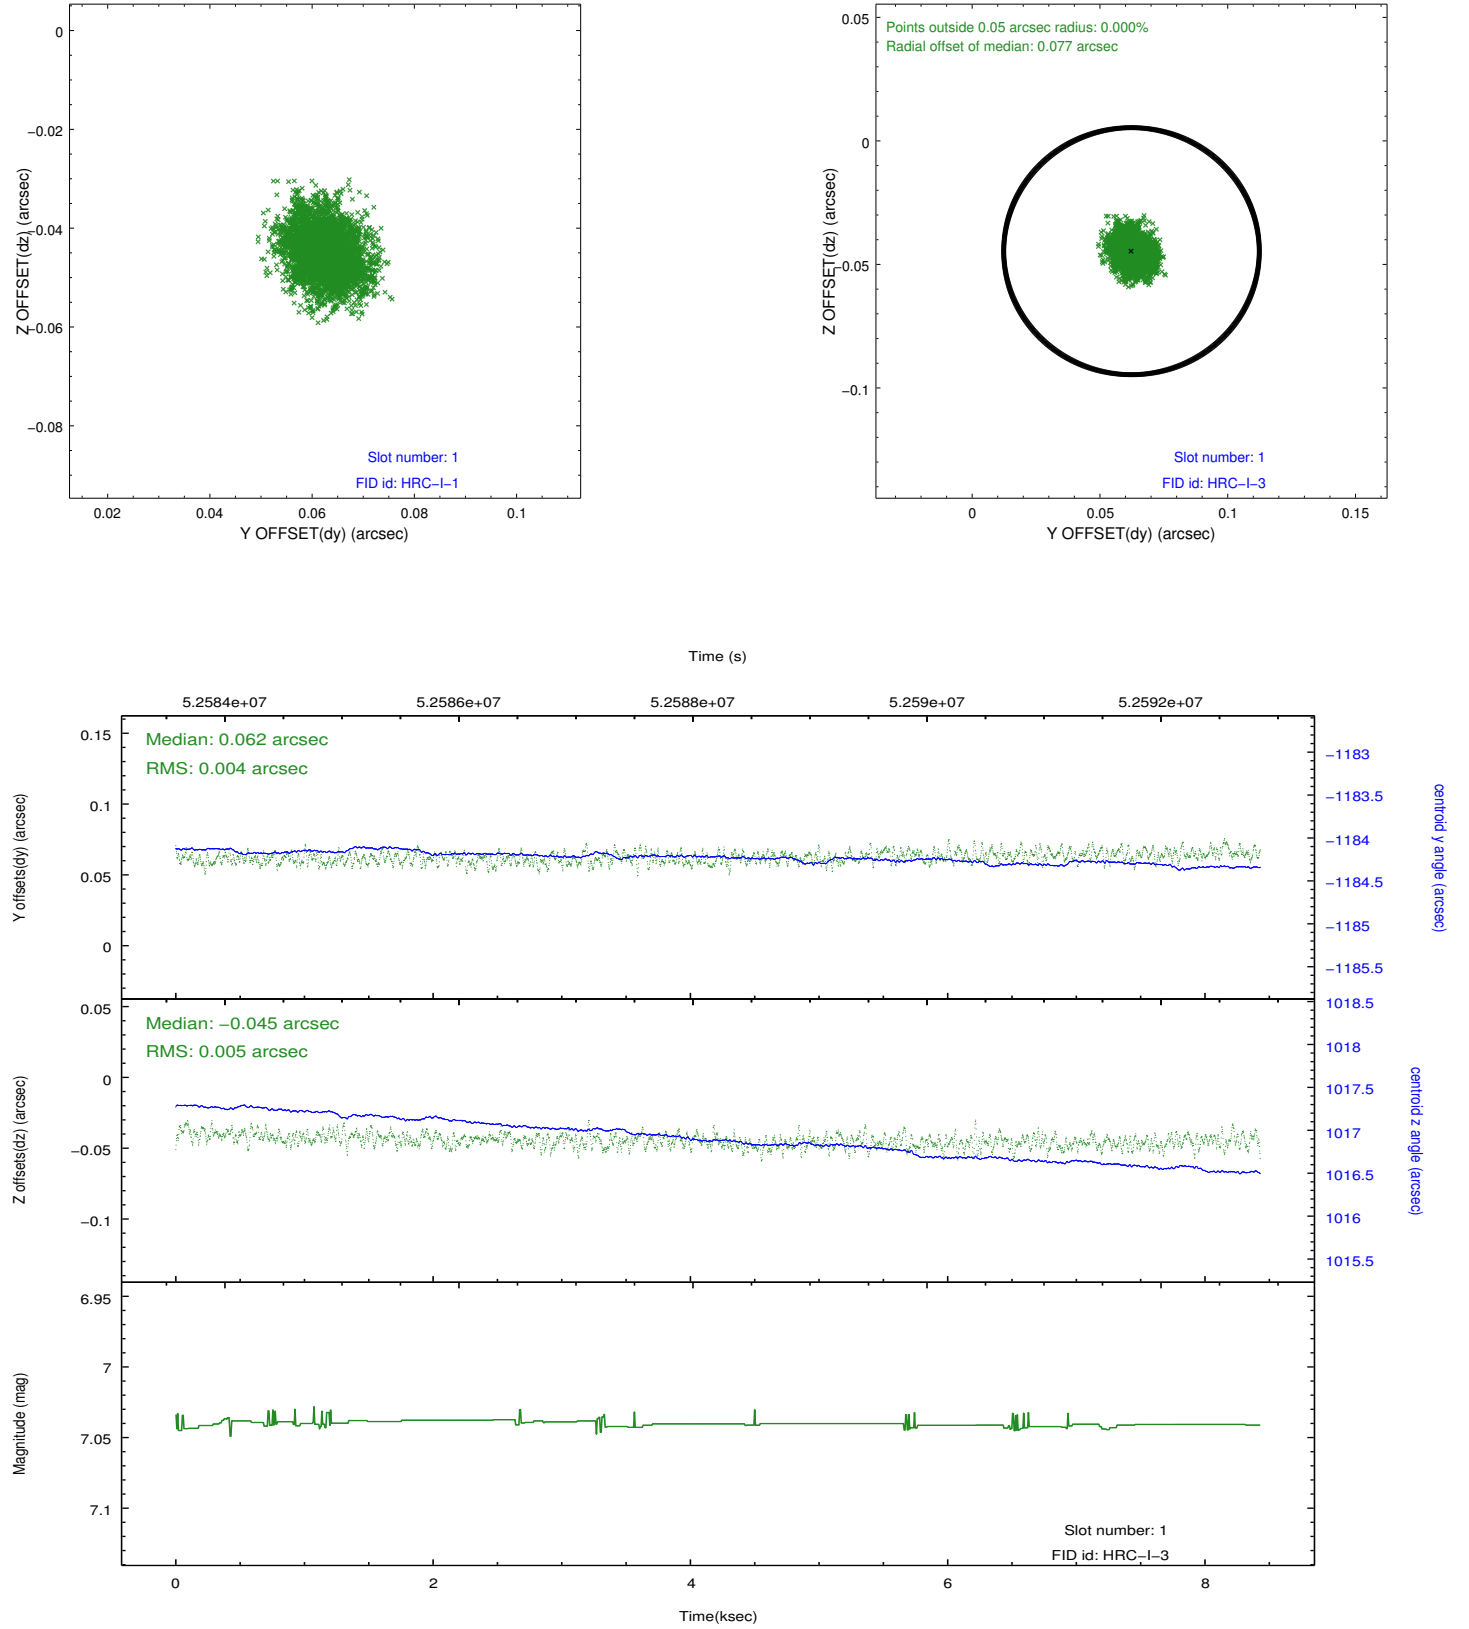 0
−0.02
−0.04
−0.06
−0.08
Z OFFSET(dz) (arcsec)
Slot number: 1
FID id: HRC−I−1
0.02 0.04 0.06 0.08 0.1
Y OFFSET(dy) (arcsec)
0.05
0
−0.05
−0.1
Z OFFSET(dz) (arcsec)
Points outside 0.05 arcsec radius: 0.000%
Radial offset of median: 0.077 arcsec
Slot number: 1
FID id: HRC−I−3
0 0.05 0.1 0.15
Y OFFSET(dy) (arcsec)
Time (s)
5.2584e+07 5.2586e+07 5.2588e+07 5.259e+07 5.2592e+07
0.15
0.1
0.05
0
Y offsets(dy) (arcsec)
Median: 0.062 arcsec
RMS: 0.004 arcsec
−1183
−1183.5
−1184
−1184.5
−1185
−1185.5
centroid y angle (arcsec)
0.05
0
−0.05
−0.1
Z offsets(dz) (arcsec)
Median: −0.045 arcsec
RMS: 0.005 arcsec
1018.5
1018
1017.5
1017
1016.5
1016
1015.5
centroid z angle (arcsec)
6.95
7
7.05
7.1
Magnitude (mag)
Slot number: 1
FID id: HRC−I−3
0 2 4 6 8
Time(ksec)